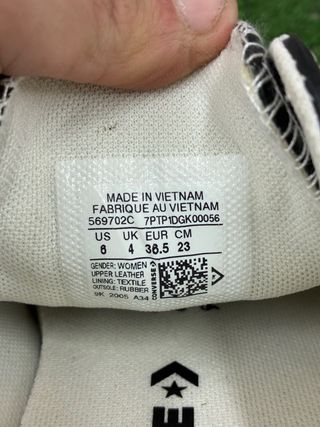 MADE IN VIETNAM
FABRIQUE AU VIETNAM
569702C 7PTP1DGK00056
US UK EUR CM
6 4 36.5 23
GENDER: WOMEN
UPPER: LEATHER
LINING: TEXTILE
OUTSOLE: RUBBER
9K 2005 A34
CONVERSE
E